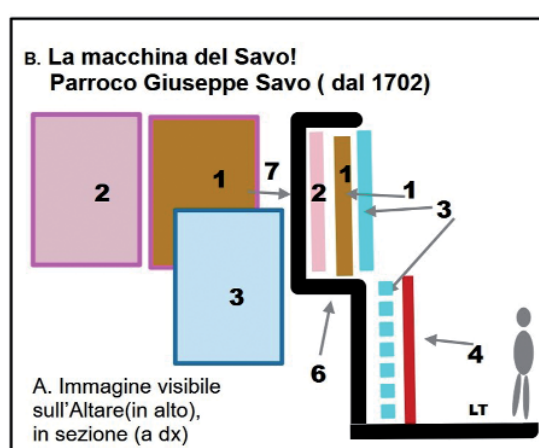 B. La macchina del Savo!
Parroco Giuseppe Savo ( dal 1702)
2
1
7
2
1
1
3
3
6
4
A. Immagine visibile
sull'Altare(in alto),
in sezione (a dx)
LT